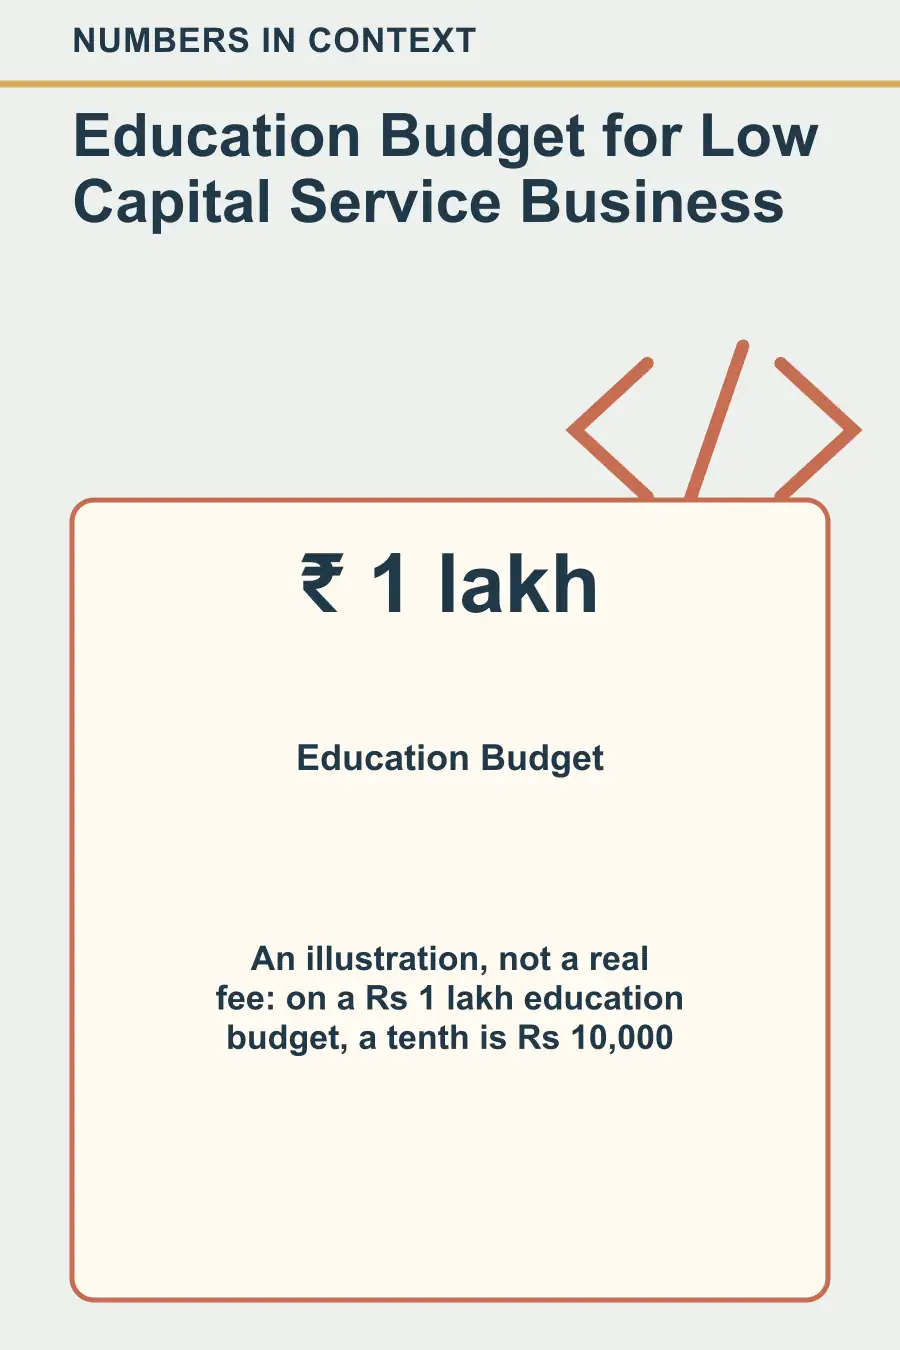 NUMBERS IN CONTEXT
Education Budget for Low
Capital Service Business
₹ 1 lakh
Education Budget
An illustration, not a real
fee: on a Rs 1 lakh education
budget, a tenth is Rs 10,000